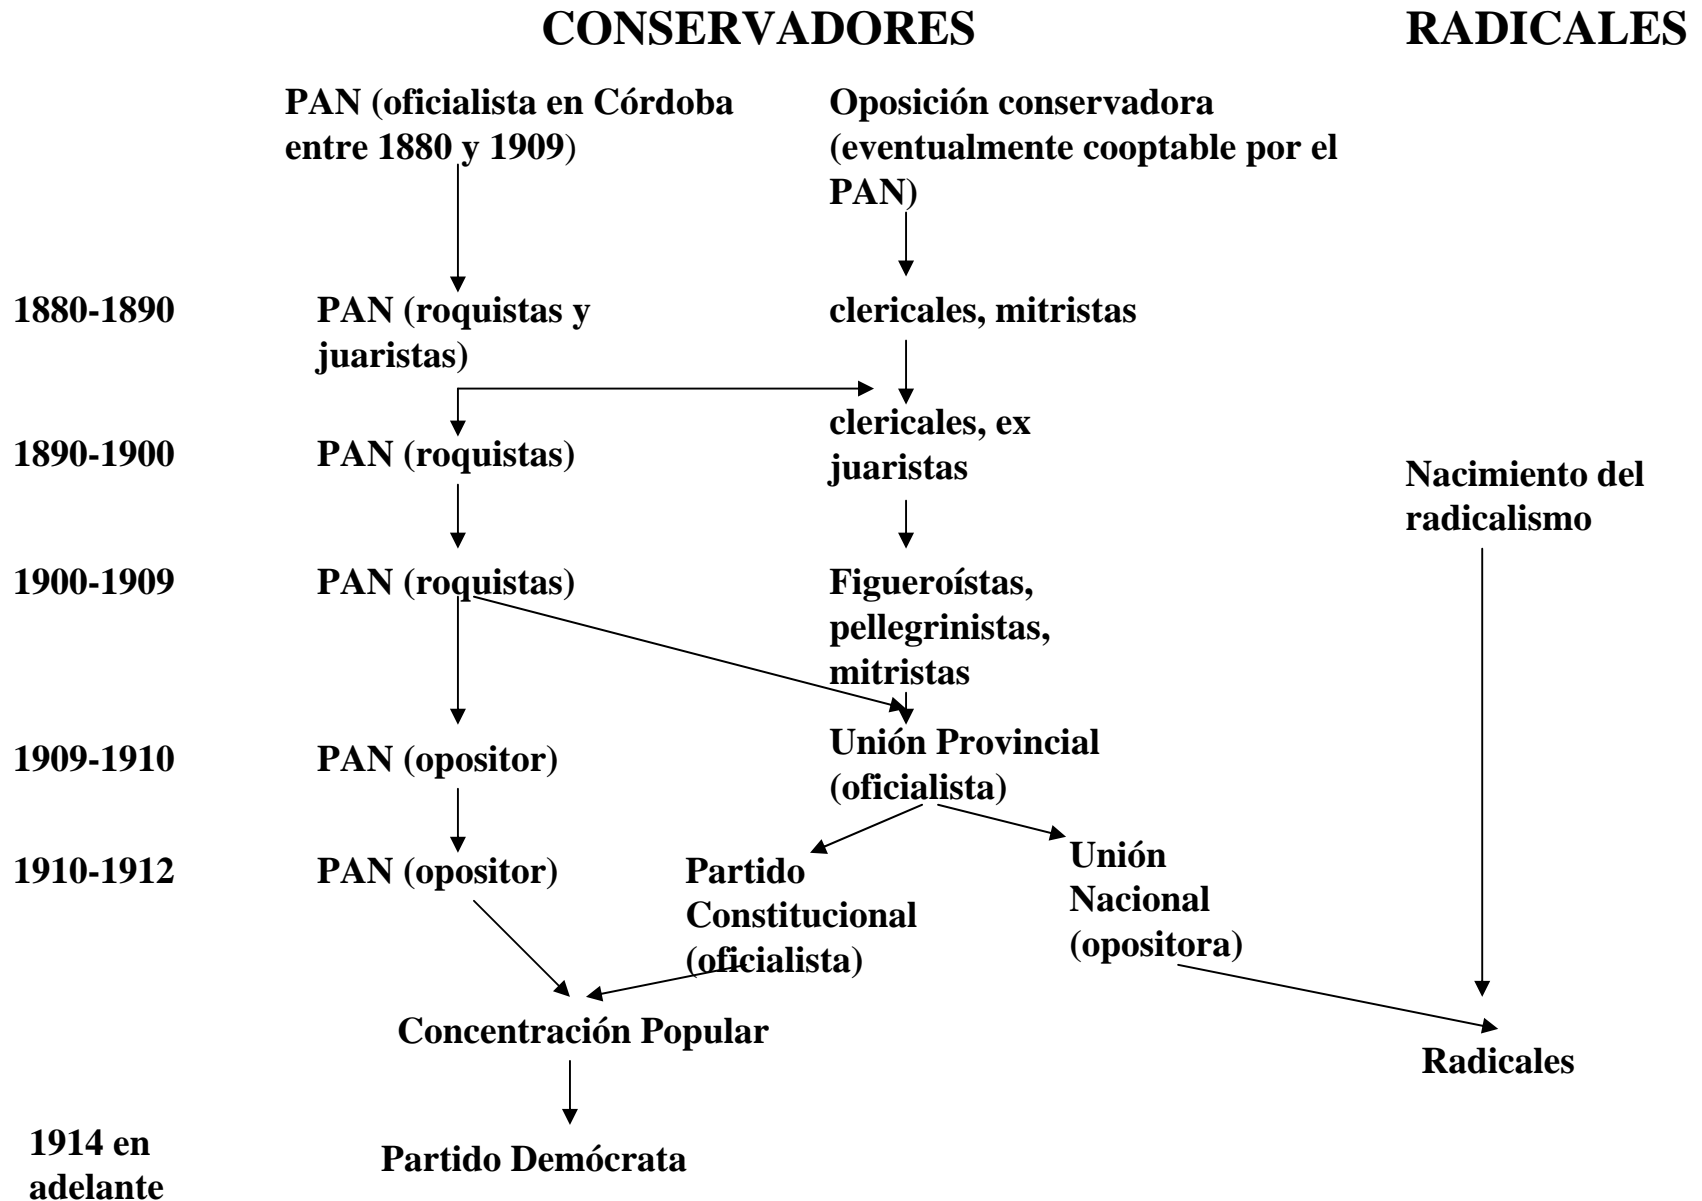 CONSERVADORES
RADICALES
PAN (oficialista en Córdoba
entre 1880 y 1909)
Oposición conservadora
(eventualmente cooptable por el
PAN)
1880-1890
PAN (roquistas y
juaristas)
clericales, mitristas
1890-1900
PAN (roquistas)
clericales, ex
juaristas
Nacimiento del
radicalismo
1900-1909
PAN (roquistas)
Figueroístas,
pellegrinistas,
mitristas
1909-1910
PAN (opositor)
Unión Provincial
(oficialista)
1910-1912
PAN (opositor)
Partido
Constitucional
(oficialista)
Unión
Nacional
(opositora)
Concentración Popular
Radicales
1914 en
adelante
Partido Demócrata